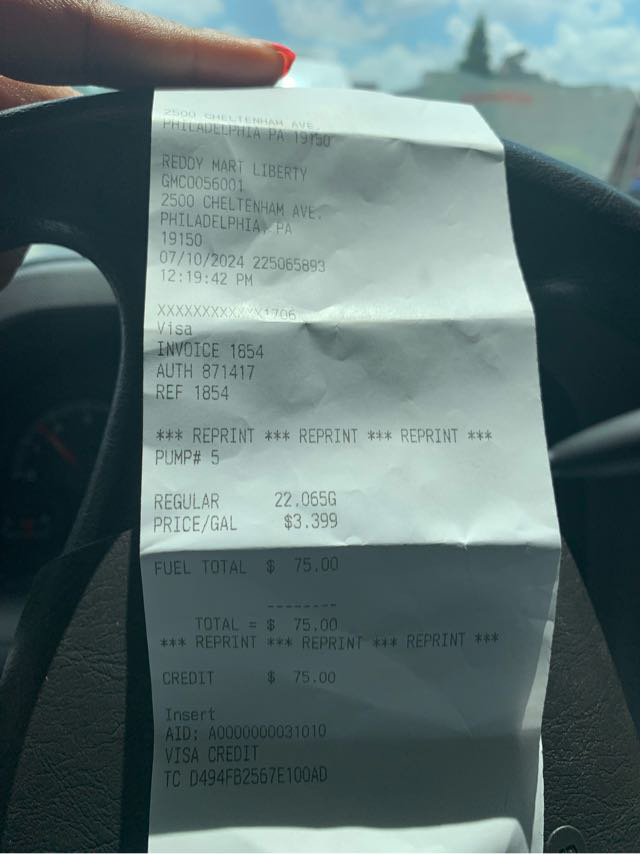 2500 CHELTENHAM AVE.
PHILADELPHIA PA 19150
REDDY MART LIBERTY
GMC0056001
2500 CHELTENHAM AVE.
PHILADELPHIA, PA
19150
07/10/2024 225065893
12:19:42 PM
XXXXXXXXXXXX1706
Visa
INVOICE 1854
AUTH 871417
REF 1854
*** REPRINT *** REPRINT *** REPRINT ***
PUMP# 5
REGULAR 22.065G
PRICE/GAL $3.399
FUEL TOTAL $ 75.00
--------
TOTAL = $ 75.00
*** REPRINT *** REPRINT *** REPRINT ***
CREDIT $ 75.00
Insert
AID: A0000000031010
VISA CREDIT
TC D494FB2567E100AD